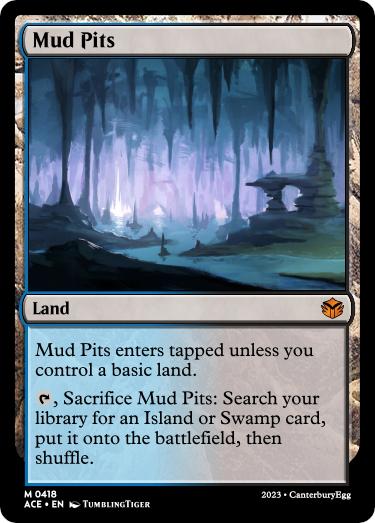 Mud Pits
Land
Mud Pits enters tapped unless you
control a basic land.
, Sacrifice Mud Pits: Search your
library for an Island or Swamp card,
put it onto the battlefield, then
shuffle.
M 0418
ACE • EN TumblingTiger
2023 • CanterburyEgg